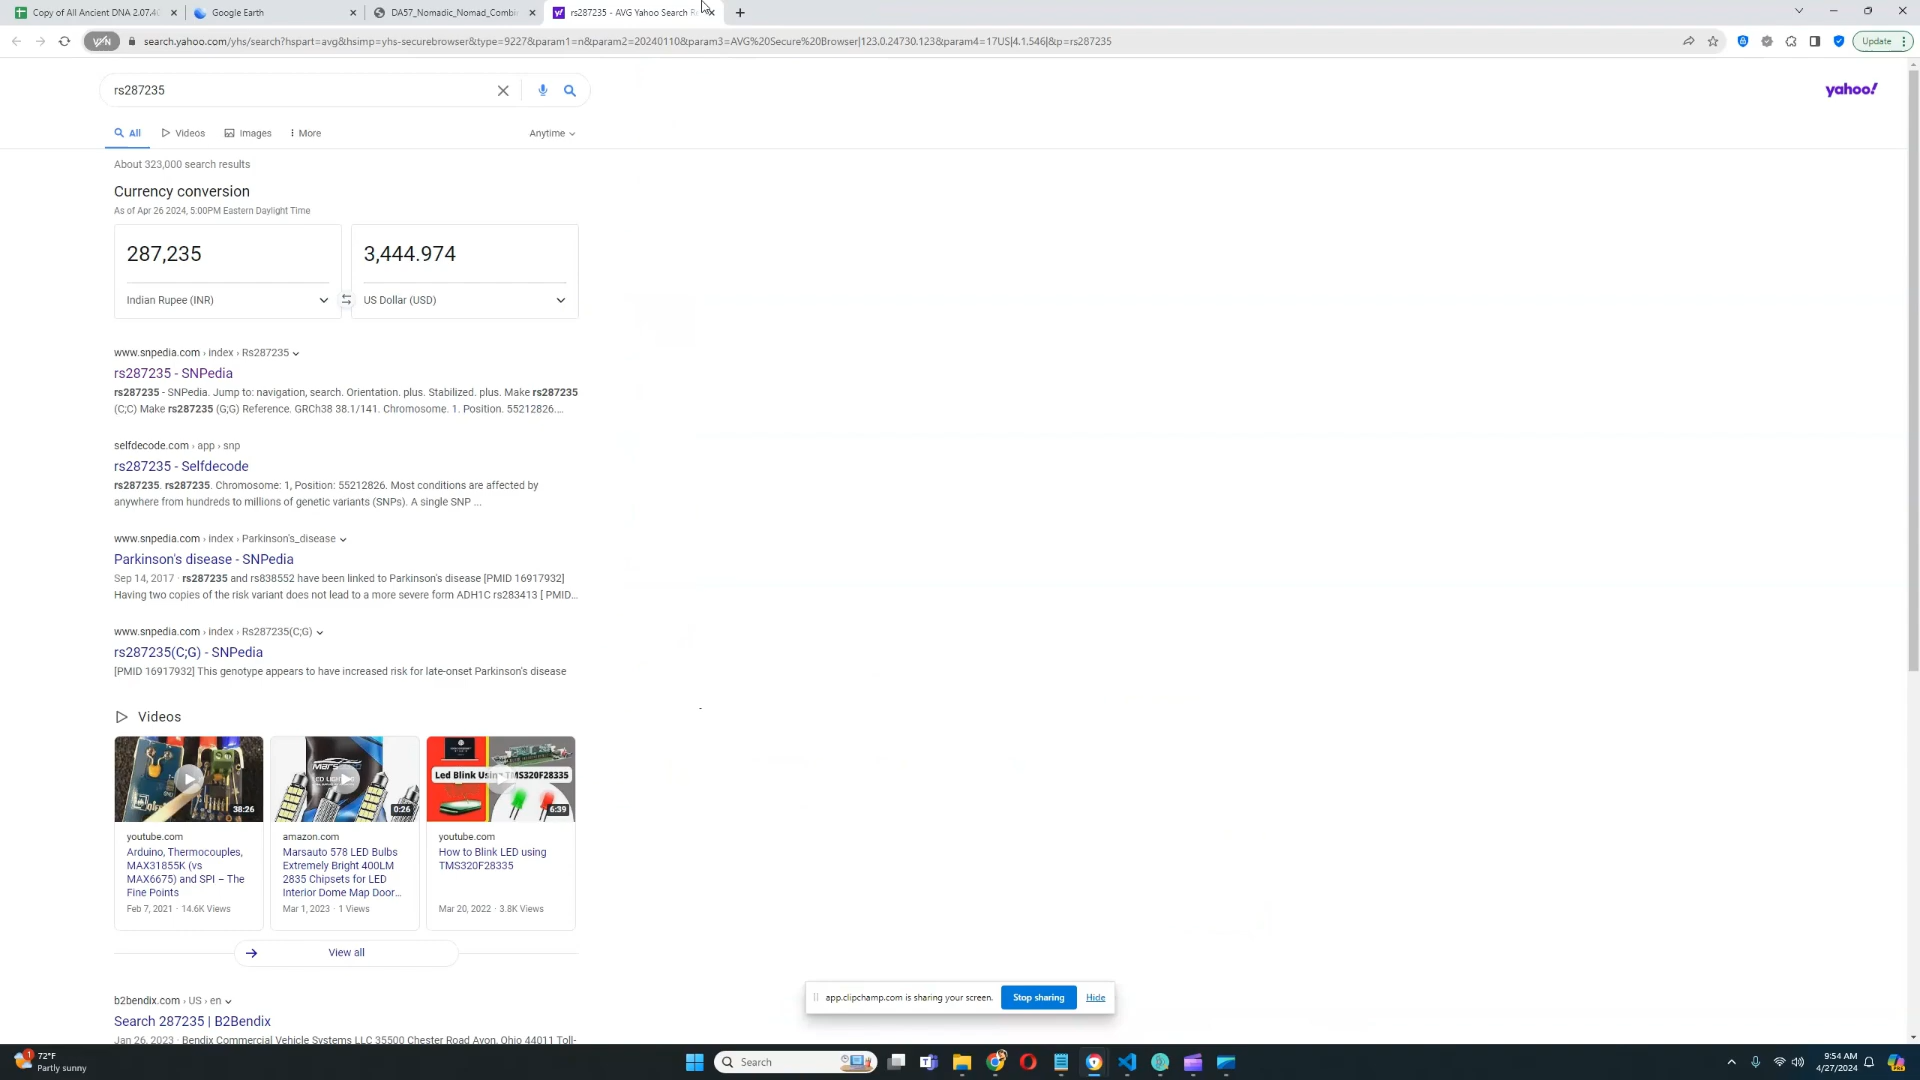 Copy of All Ancient DNA 2.07.40
Google Earth
DA57_Nomadic_Nomad_Combi
rs287235 - AVG Yahoo Search Re
search.yahoo.com/yhs/search?hspart=avg&hsimp=yhs-securebrowser&type=9227&param1=n&param2=20240110&param3=AVG%20Secure%20Browser|123.0.24730.123&param4=17US|4.1.546|&p=rs287235
Update
rs287235
yahoo!
All
Videos
Images
More
Anytime
About 323,000 search results
Currency conversion
As of Apr 26 2024, 5:00PM Eastern Daylight Time
287,235
3,444.974
Indian Rupee (INR)
US Dollar (USD)
www.snpedia.com › index › Rs287235
rs287235 - SNPedia
rs287235 - SNPedia. Jump to: navigation, search. Orientation. plus. Stabilized. plus. Make rs287235
(C;C) Make rs287235 (G;G) Reference. GRCh38 38.1/141. Chromosome. 1. Position. 55212826....
selfdecode.com › app › snp
rs287235 - Selfdecode
rs287235. rs287235. Chromosome: 1, Position: 55212826. Most conditions are affected by
anywhere from hundreds to millions of genetic variants (SNPs). A single SNP ...
www.snpedia.com › index › Parkinson's_disease
Parkinson's disease - SNPedia
Sep 14, 2017 · rs287235 and rs838552 have been linked to Parkinson's disease [PMID 16917932]
Having two copies of the risk variant does not lead to a more severe form ADH1C rs283413 [ PMID...
www.snpedia.com › index › Rs287235(C;G)
rs287235(C;G) - SNPedia
[PMID 16917932] This genotype appears to have increased risk for late-onset Parkinson's disease
Videos
38:26
0:26
Led Blink Using TMS320F28335
6:39
youtube.com
Arduino, Thermocouples,
MAX31855K (vs
MAX6675) and SPI – The
Fine Points
Feb 7, 2021 · 14.6K Views
amazon.com
Marsauto 578 LED Bulbs
Extremely Bright 400LM
2835 Chipsets for LED
Interior Dome Map Door...
Mar 1, 2023 · 1 Views
youtube.com
How to Blink LED using
TMS320F28335
Mar 20, 2022 · 3.8K Views
View all
app.clipchamp.com is sharing your screen.
Stop sharing
Hide
b2bendix.com › US › en
Search 287235 | B2Bendix
Jan 26, 2023 · Bendix Commercial Vehicle Systems LLC 35500 Chester Road Avon, Ohio 44011 Toll-
72°F
Partly sunny
Search
9:54 AM
4/27/2024